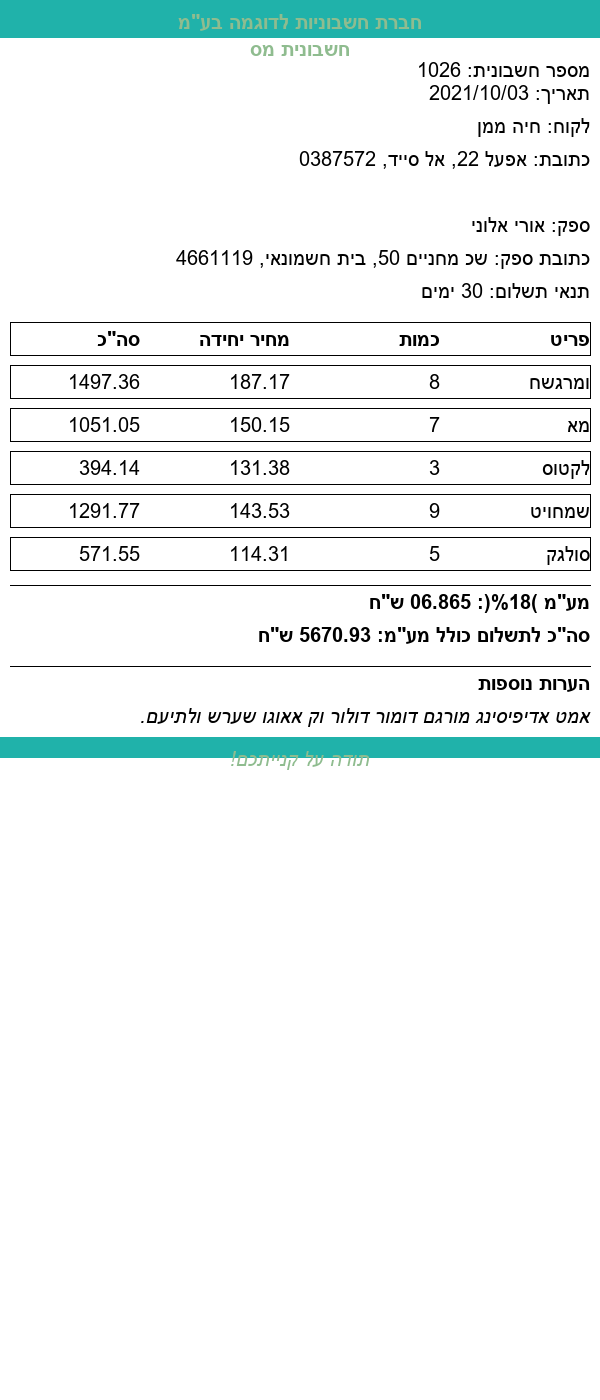 חברת חשבוניות לדוגמה בע"מ
חשבונית מס
מספר חשבונית: 1026
תאריך: 2021/10/03
לקוח: חיה ממן
כתובת: אפעל 22, אל סייד, 0387572
ספק: אורי אלוני
כתובת ספק: שכ מחניים 50, בית חשמונאי, 4661119
תנאי תשלום: 30 ימים
פריט כמות מחיר יחידה סה"כ
ומרגשח 8 187.17 1497.36
מא 7 150.15 1051.05
לקטוס 3 131.38 394.14
שמחויט 9 143.53 1291.77
סולגק 5 114.31 571.55
מע"מ )18%(: 06.865 ש"ח
סה"כ לתשלום כולל מע"מ: 5670.93 ש"ח
הערות נוספות
אמט אדיפיסינג מורגם דומור דולור וק אאוגו שערש ולתיעם.
תודה על קנייתכם!